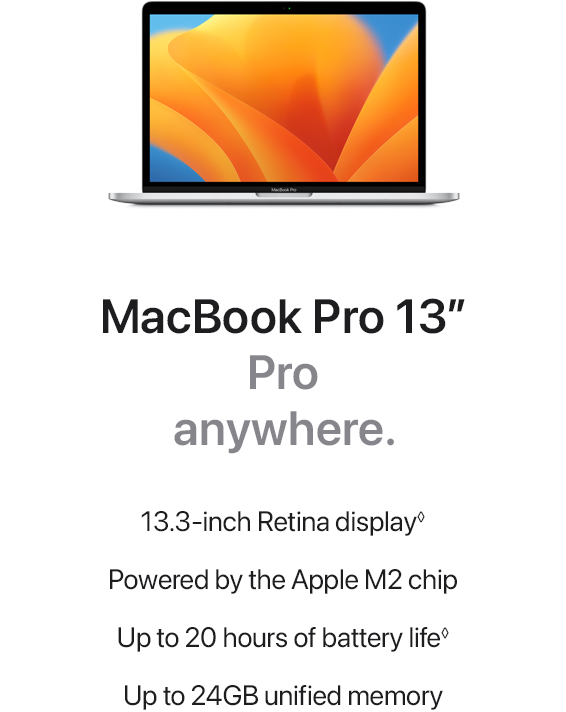 MacBook Pro
MacBook Pro 13”
Pro
anywhere.
13.3-inch Retina display◊
Powered by the Apple M2 chip
Up to 20 hours of battery life◊
Up to 24GB unified memory